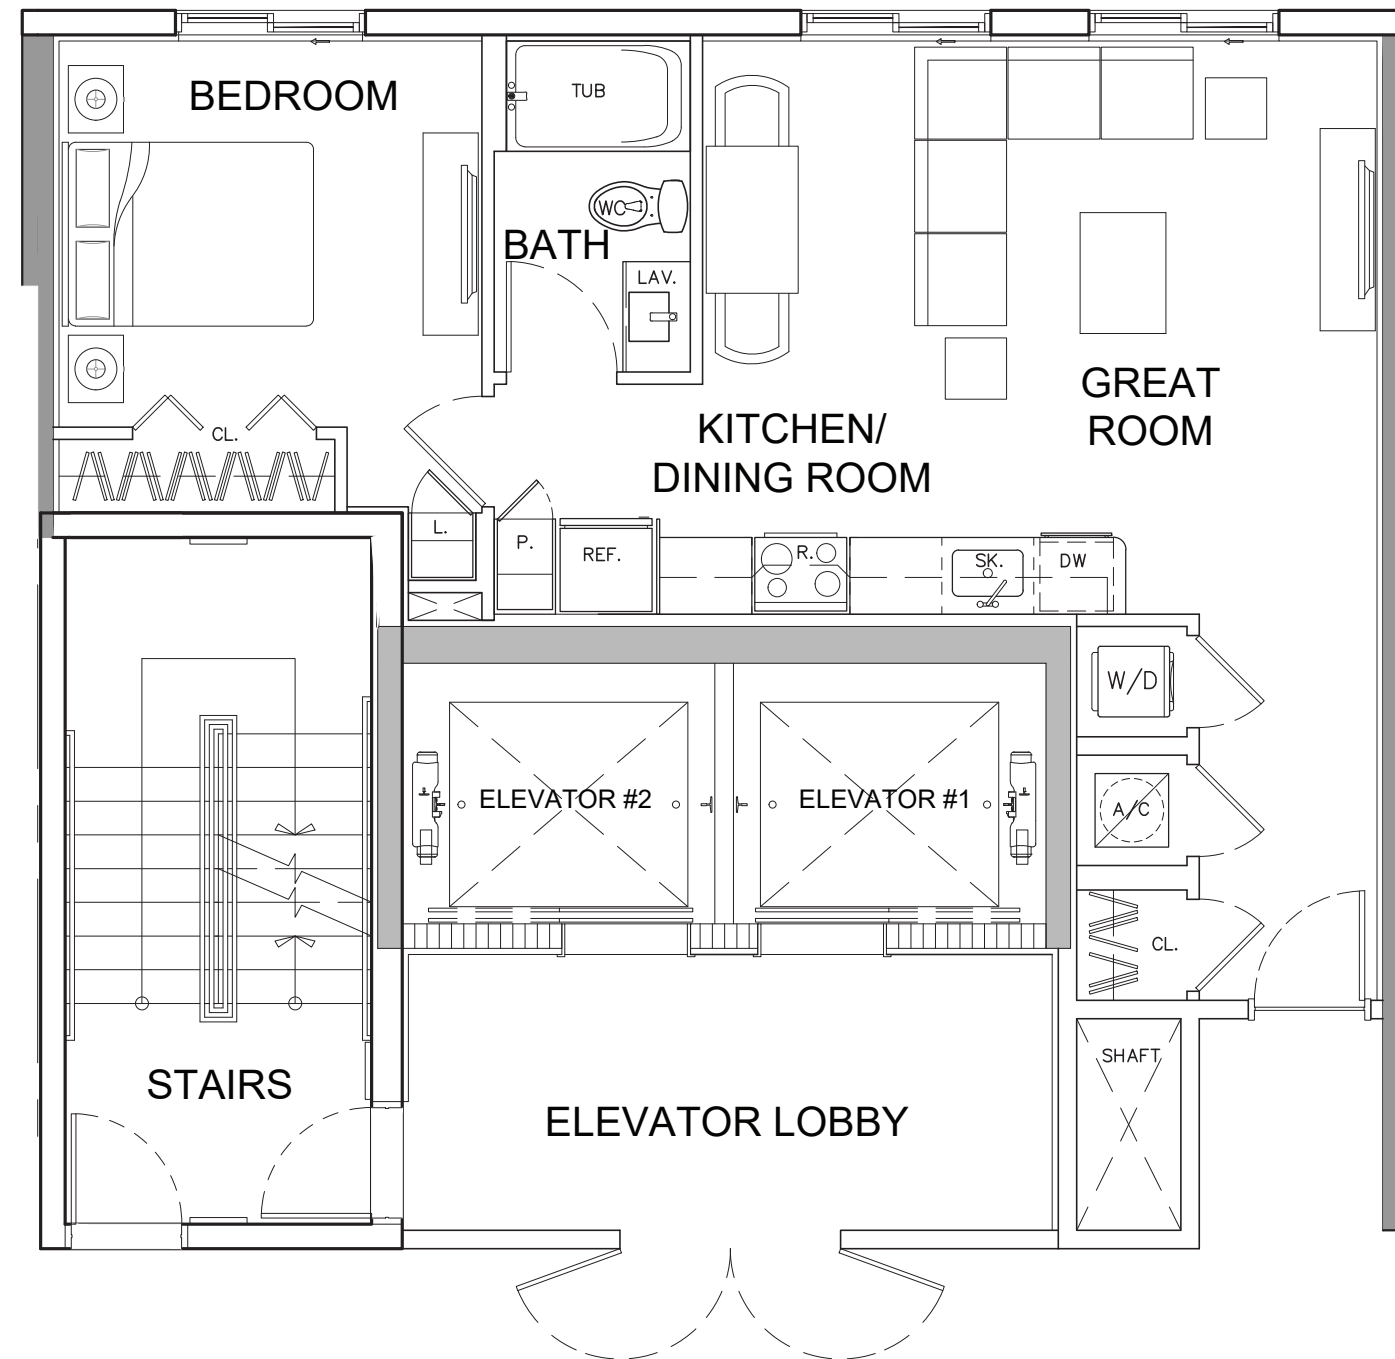 BEDROOM
TUB
WC
BATH
LAV.
GREAT
ROOM
KITCHEN/
DINING ROOM
CL.
L.
P.
REF.
R.
SK.
DW
W/D
ELEVATOR #2
ELEVATOR #1
A/C
CL.
SHAFT
STAIRS
ELEVATOR LOBBY